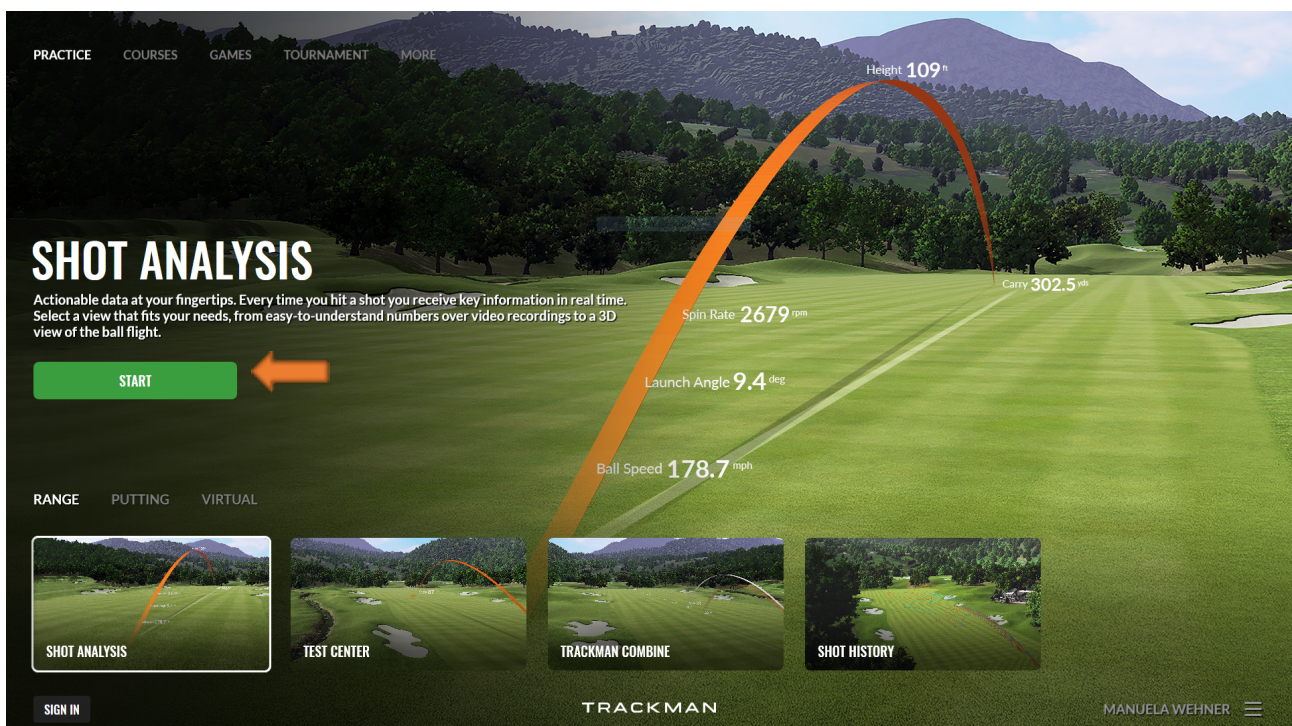 PRACTICE COURSES GAMES TOURNAMENT MORE
Height 109 ft
SHOT ANALYSIS
Actionable data at your fingertips. Every time you hit a shot you receive key information in real time.
Select a view that fits your needs, from easy-to-understand numbers over video recordings to a 3D
view of the ball flight.
Carry 302.5 yds
Spin Rate 2679 rpm
START
Launch Angle 9.4 deg
Ball Speed 178.7 mph
RANGE PUTTING VIRTUAL
SHOT ANALYSIS
TEST CENTER
TRACKMAN COMBINE
SHOT HISTORY
SIGN IN
TRACKMAN
MANUELA WEHNER